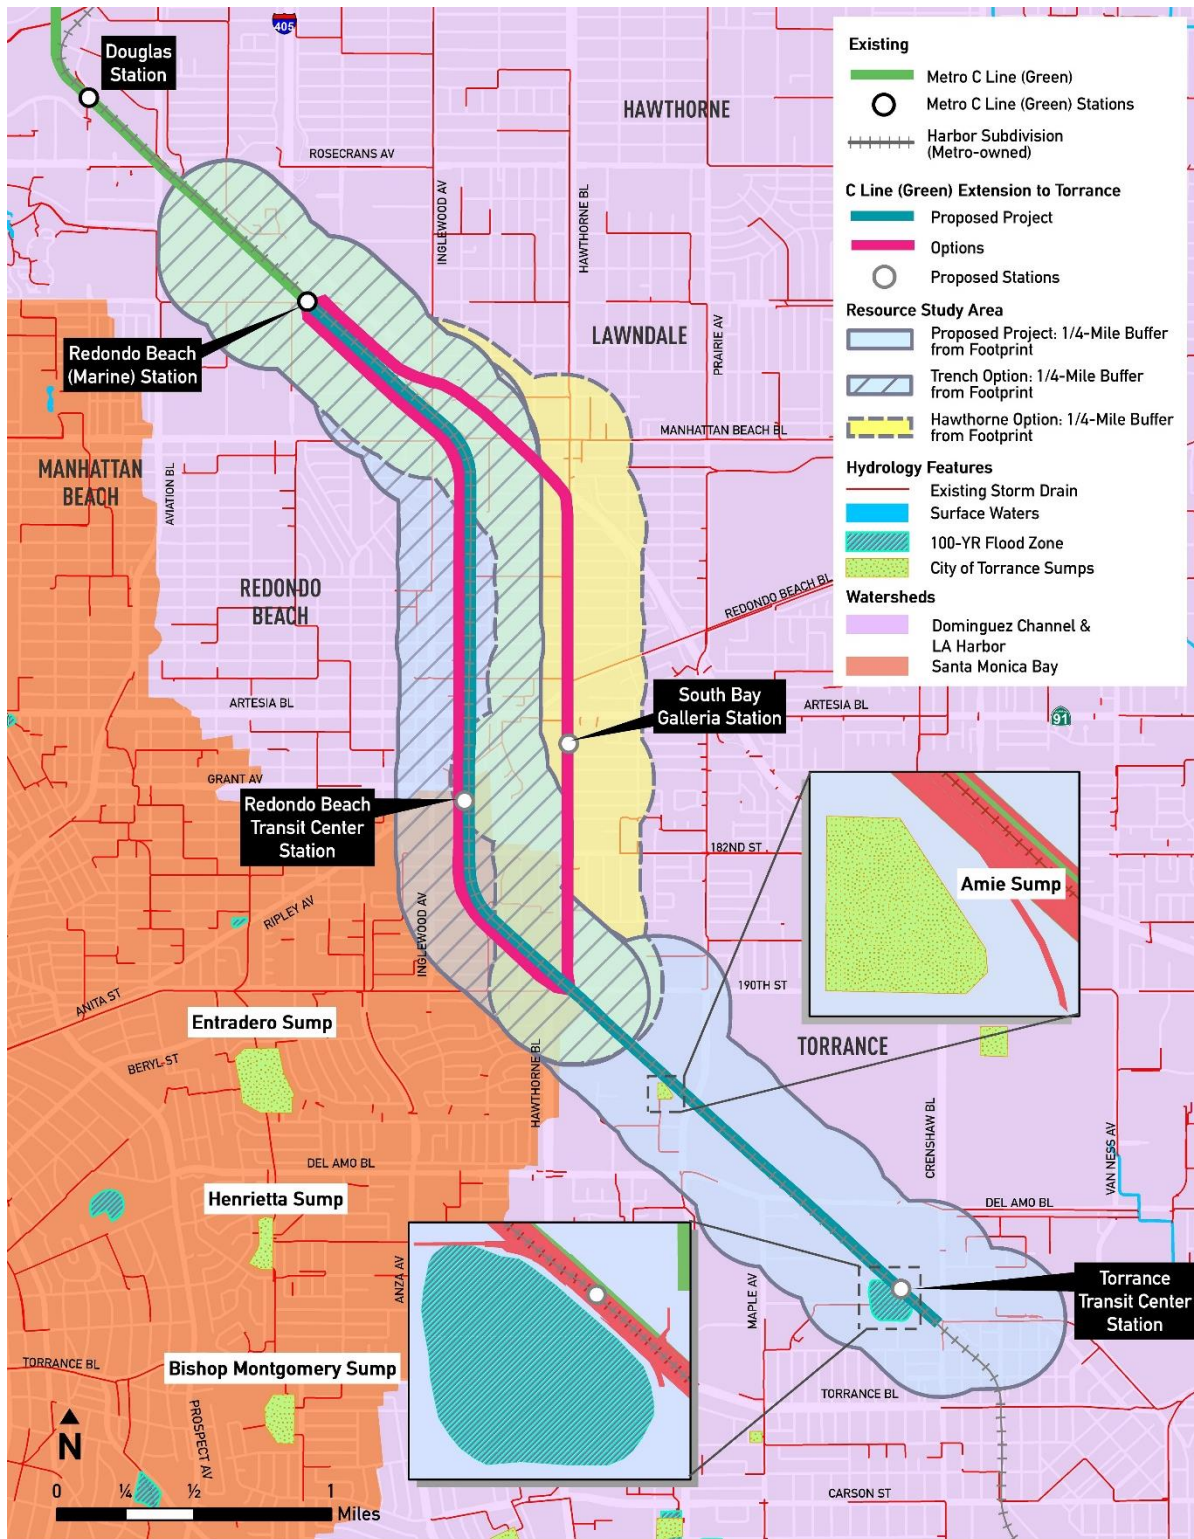 405
Douglas
Station
HAWTHORNE
ROSECRANS AV
INGLEWOOD AV
HAWTHORNE BL
LAWNDALE
PRAIRIE AV
Redondo Beach
(Marine) Station
MANHATTAN BEACH BL
MANHATTAN
BEACH
AVIATION BL
REDONDO
BEACH
REDONDO BEACH BL
ARTESIA BL
South Bay
Galleria Station
ARTESIA BL
91
GRANT AV
Redondo Beach
Transit Center
Station
182ND ST
Amie Sump
RIPLEY AV
INGLEWOOD AV
ANITA ST
190TH ST
Entradero Sump
BERYL ST
HAWTHORNE BL
TORRANCE
CRENSHAW BL
VAN NESS AV
DEL AMO BL
Henrietta Sump
DEL AMO BL
ANZA AV
MAPLE AV
Torrance
Transit Center
Station
TORRANCE BL
Bishop Montgomery Sump
TORRANCE BL
PROSPECT AV
CARSON ST
N
0
¼
½
1
Miles
Existing
Metro C Line (Green)
Metro C Line (Green) Stations
Harbor Subdivision
(Metro-owned)
C Line (Green) Extension to Torrance
Proposed Project
Options
Proposed Stations
Resource Study Area
Proposed Project: 1/4-Mile Buffer
from Footprint
Trench Option: 1/4-Mile Buffer
from Footprint
Hawthorne Option: 1/4-Mile Buffer
from Footprint
Hydrology Features
Existing Storm Drain
Surface Waters
100-YR Flood Zone
City of Torrance Sumps
Watersheds
Dominguez Channel &
LA Harbor
Santa Monica Bay